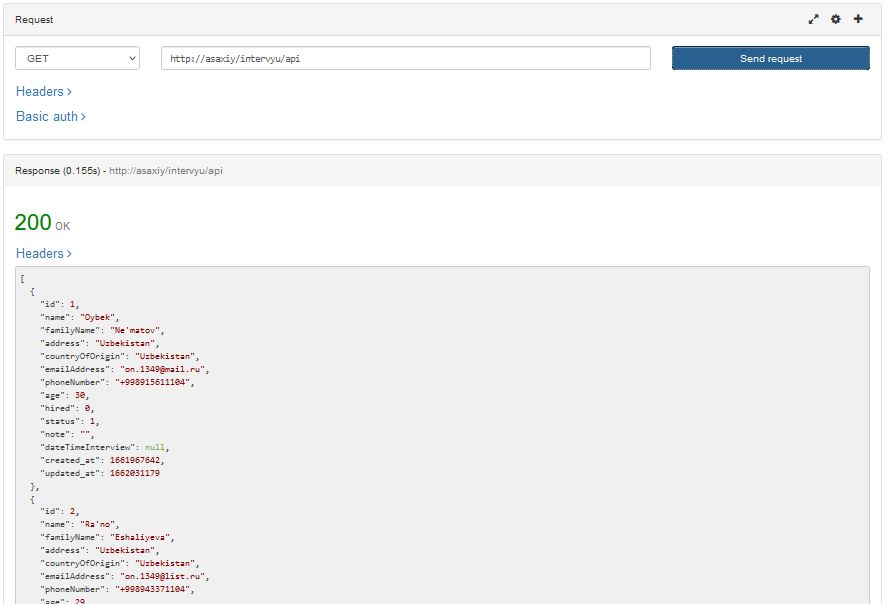 Request
GET http://asaxiy/intervyu/api Send request
Headers
Basic auth
Response (0.155s) - http://asaxiy/intervyu/api
200 OK
Headers
[
{
"id": 1,
"name": "Oybek",
"familyName": "Ne'matov",
"address": "Uzbekistan",
"countryOfOrigin": "Uzbekistan",
"emailAddress": "on.1349@mail.ru",
"phoneNumber": "+998915611104",
"age": 30,
"hired": 0,
"status": 1,
"note": "",
"dateTimeInterview": null,
"created_at": 1661967642,
"updated_at": 1662031179
},
{
"id": 2,
"name": "Ra'no",
"familyName": "Eshaliyeva",
"address": "Uzbekistan",
"countryOfOrigin": "Uzbekistan",
"emailAddress": "on.1349@list.ru",
"phoneNumber": "+998943371104",
"age": 29,